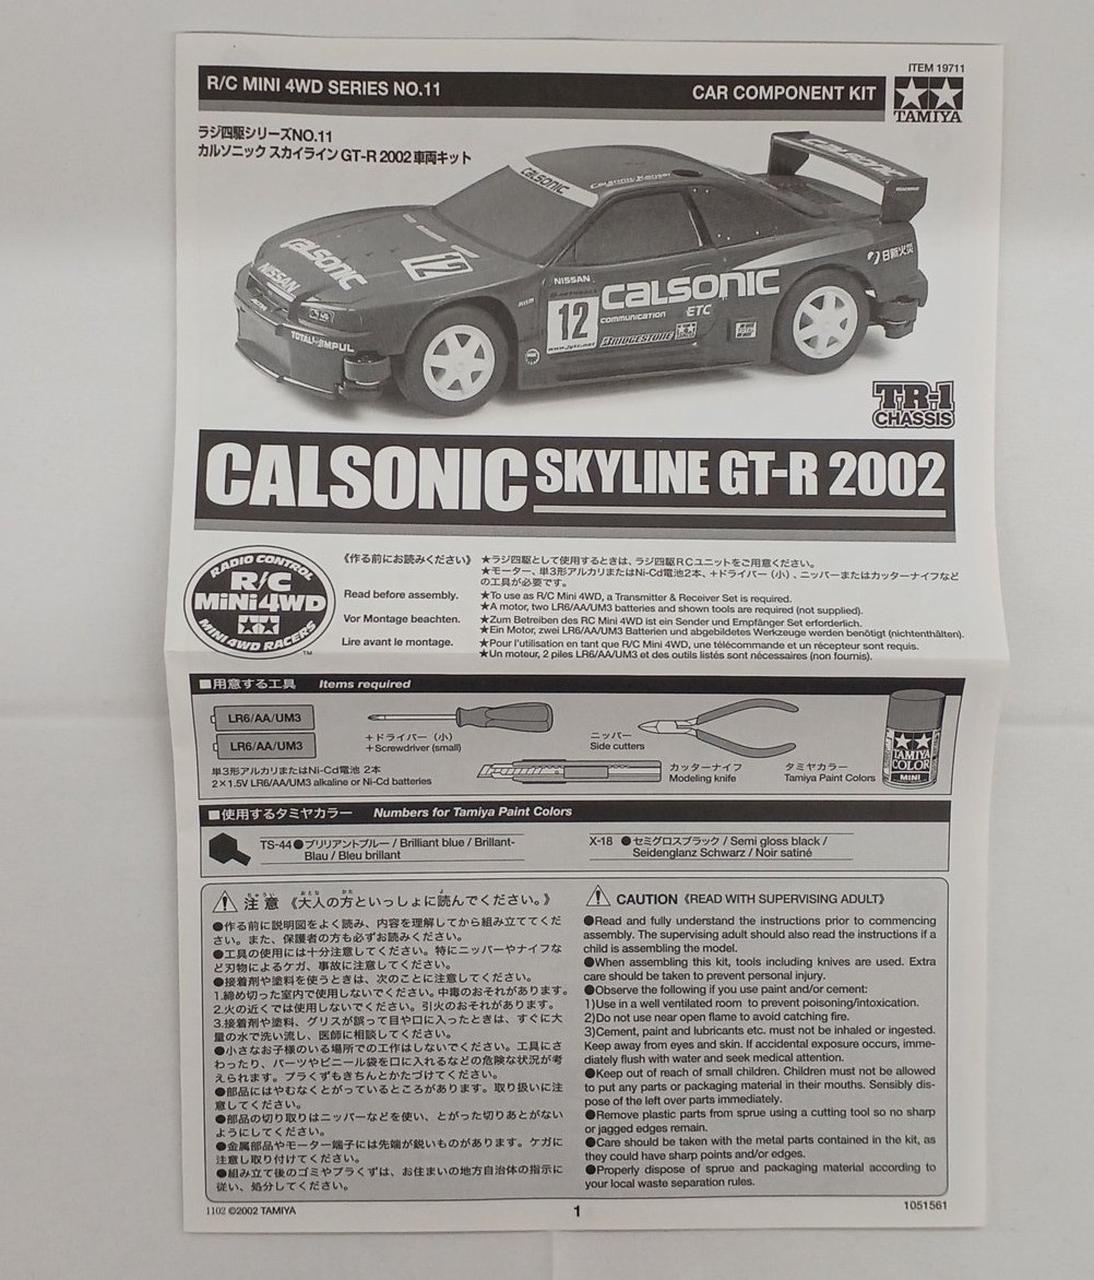 ITEM 19711
R/C MINI 4WD SERIES NO.11
CAR COMPONENT KIT
TAMIYA
ラジ四駆シリーズNO.11
カルソニック スカイライン GT-R 2002 車両キット
CALSONIC
CALSONIC
CALSONIC
12
NISSAN
日新火災
NISSAN
CALSONIC
12
COMMUNICATION
ETC
BRIDGESTONE
www.jgtc.net
TOTAL IMPUL
TR-1
CHASSIS
CALSONIC SKYLINE GT-R 2002
RADIO CONTROL
R/C
MINI 4WD
MINI 4WD RACERS
TM
《作る前にお読みください》
★ラジ四駆として使用するときは、ラジ四駆RCユニットをご用意ください。
★モーター、単3形アルカリまたはNi-Cd電池2本、+ドライバー（小）、ニッパーまたはカッターナイフなど
の工具が必要です。
Read before assembly.
★To use as R/C Mini 4WD, a Transmitter & Receiver Set is required.
★A motor, two LR6/AA/UM3 batteries and shown tools are required (not supplied).
Vor Montage beachten.
★Zum Betreiben des RC Mini 4WD ist ein Sender und Empfänger Set erforderlich.
★Ein Motor, zwei LR6/AA/UM3 Batterien und abgebildetes Werkzeuge werden benötigt (nichtenthälten).
Lire avant le montage.
★Pour l'utilisation en tant que R/C Mini 4WD, une télécommande et un récepteur sont requis.
★Un moteur, 2 piles LR6/AA/UM3 et des outils listés sont nécessaires (non fournis).
■用意する工具 Items required
LR6/AA/UM3
LR6/AA/UM3
単3形アルカリまたはNi-Cd電池 2本
2×1.5V LR6/AA/UM3 alkaline or Ni-Cd batteries
+ドライバー（小）
+Screwdriver (small)
ニッパー
Side cutters
カッターナイフ
Modeling knife
タミヤカラー
Tamiya Paint Colors
TAMIYA
COLOR
MINI
■使用するタミヤカラー Numbers for Tamiya Paint Colors
TS-44 ●ブリリアントブルー / Brilliant blue / Brillant-
Blau / Bleu brillant
X-18 ●セミグロスブラック / Semi gloss black /
Seidenglanz Schwarz / Noir satiné
注意《大人の方といっしょに読んでください。》
●作る前に説明図をよく読み、内容を理解してから組み立ててくだ
さい。また、保護者の方も必ずお読みください。
●工具の使用には十分注意してください。特にニッパーやナイフな
ど刃物によるケガ、事故に注意してください。
●接着剤や塗料を使うときは、次のことに注意してください。
1.締め切った室内で使用しないでください。中毒のおそれがあります。
2.火の近くでは使用しないでください。引火のおそれがあります。
3.接着剤や塗料、グリスが誤って目や口に入ったときは、すぐに大
量の水で洗い流し、医師に相談してください。
●小さなお子様のいる場所での工作はしないでください。工具にさ
わったり、パーツやビニール袋を口に入れるなどの危険な状況が考
えられます。プラくずもきちんとかたづけてください。
●部品にはやむなくとがっているところがあります。取り扱いに注
意してください。
●部品の切り取りはニッパーなどを使い、とがった切りあとがない
ようにしてください。
●金属部品やモーター端子には先端が鋭いものがあります。ケガに
注意し取り付けてください。
●組み立て後のゴミやプラくずは、お住まいの地方自治体の指示に
従い、処分してください。
CAUTION 《READ WITH SUPERVISING ADULT》
●Read and fully understand the instructions prior to commencing
assembly. The supervising adult should also read the instructions if a
child is assembling the model.
●When assembling this kit, tools including knives are used. Extra
care should be taken to prevent personal injury.
●Observe the following if you use paint and/or cement:
1)Use in a well ventilated room to prevent poisoning/intoxication.
2)Do not use near open flame to avoid catching fire.
3)Cement, paint and lubricants etc. must not be inhaled or ingested.
Keep away from eyes and skin. If accidental exposure occurs, imme-
diately flush with water and seek medical attention.
●Keep out of reach of small children. Children must not be allowed
to put any parts or packaging material in their mouths. Sensibly dis-
pose of the left over parts immediately.
●Remove plastic parts from sprue using a cutting tool so no sharp
or jagged edges remain.
●Care should be taken with the metal parts contained in the kit, as
they could have sharp points and/or edges.
●Properly dispose of sprue and packaging material according to
your local waste separation rules.
1102 ©2002 TAMIYA
1
1051561